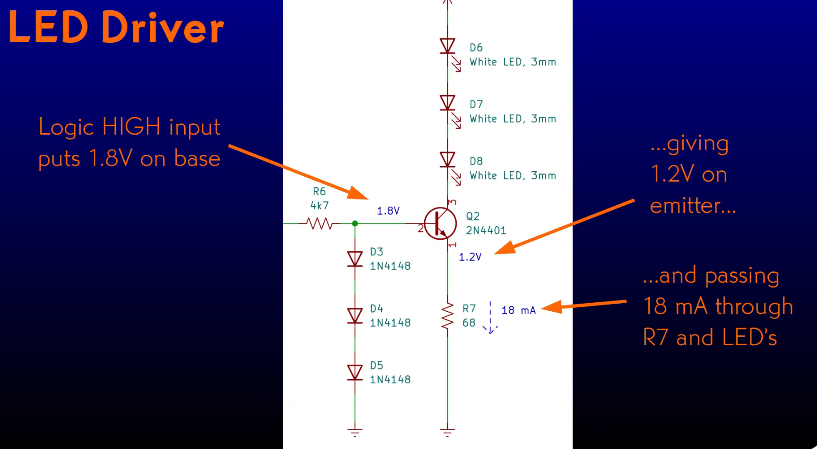 LED Driver
Logic HIGH input
puts 1.8V on base
D6
White LED, 3mm
D7
White LED, 3mm
D8
White LED, 3mm
R6
4k7
1.8V
3
2
Q2
2N4401
1
1.2V
D3
1N4148
D4
1N4148
D5
1N4148
R7
68
18 mA
...giving
1.2V on
emitter...
...and passing
18 mA through
R7 and LED's